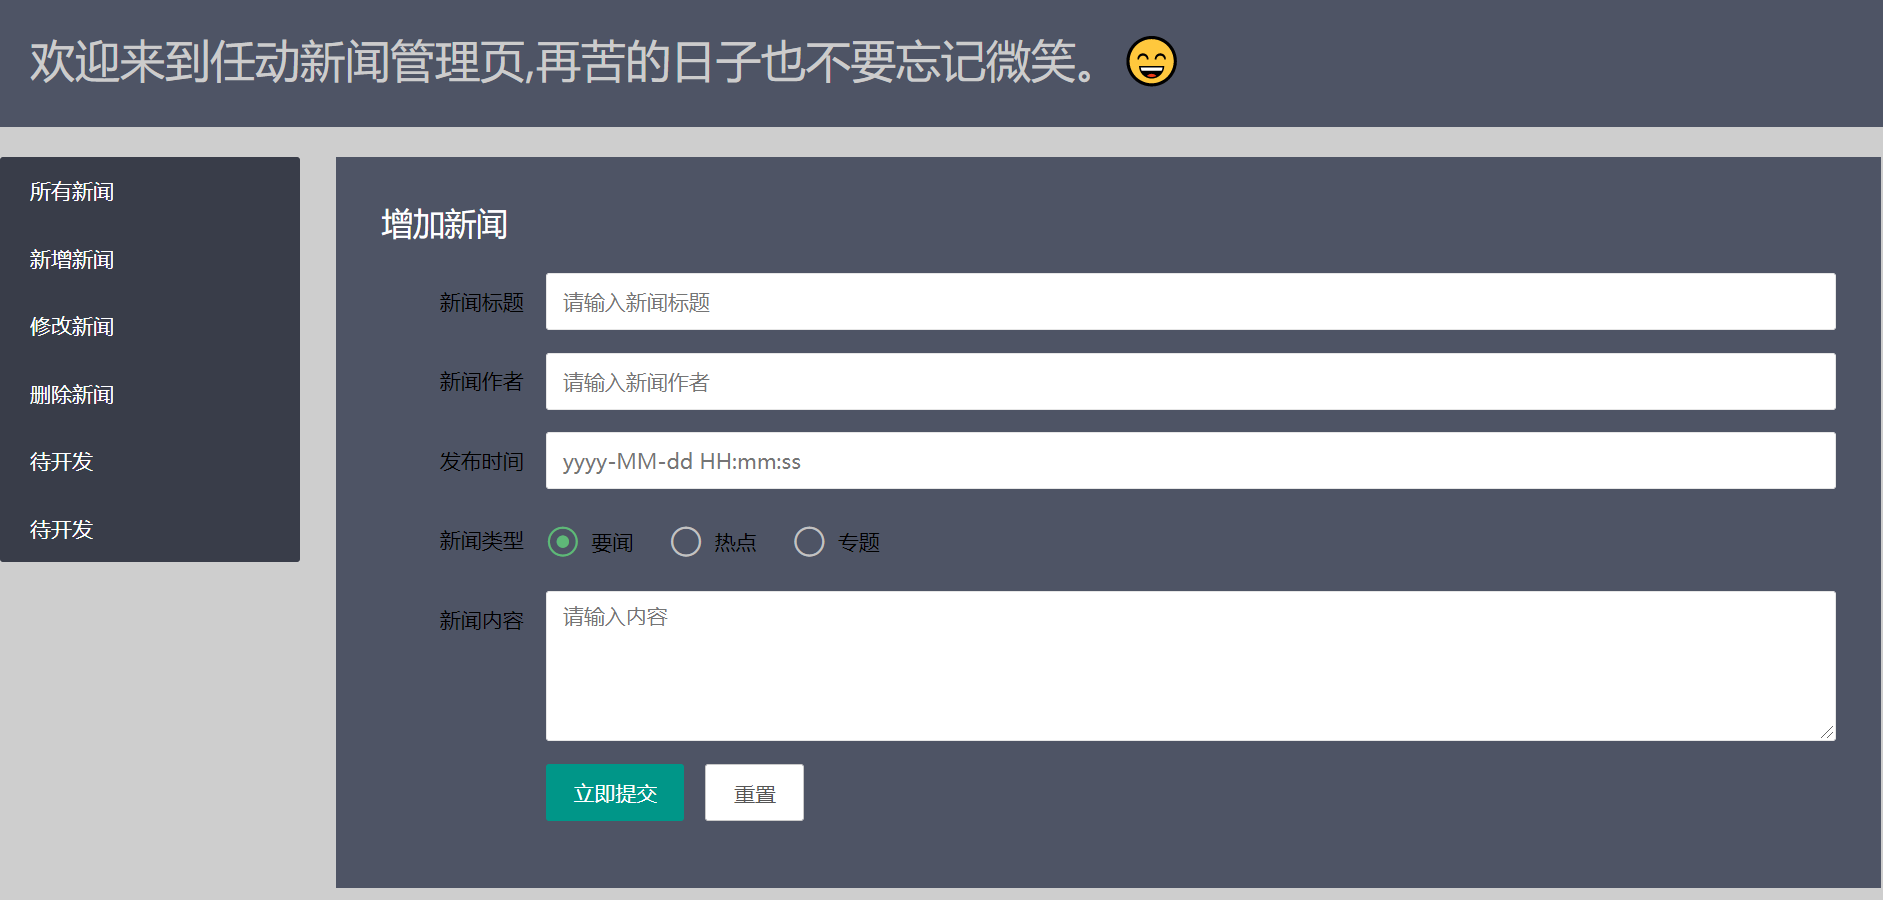 欢迎来到任动新闻管理页,再苦的日子也不要忘记微笑。😄
所有新闻
新增新闻
修改新闻
删除新闻
待开发
待开发
增加新闻
新闻标题 请输入新闻标题
新闻作者 请输入新闻作者
发布时间 yyyy-MM-dd HH:mm:ss
新闻类型 要闻 热点 专题
新闻内容 请输入内容
立即提交 重置